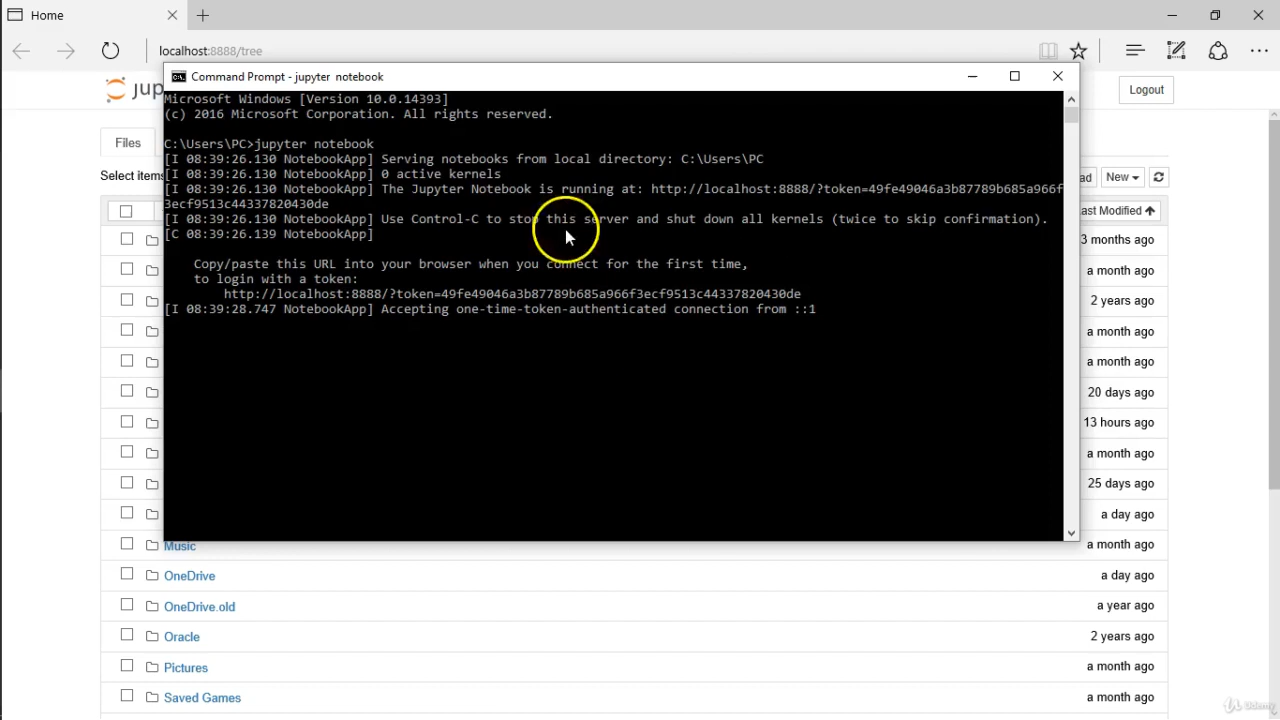 Home
localhost:8888/tree
Command Prompt - jupyter notebook
jup
Logout
Microsoft Windows [Version 10.0.14393]
(c) 2016 Microsoft Corporation. All rights reserved.
C:\Users\PC>jupyter notebook
[I 08:39:26.130 NotebookApp] Serving notebooks from local directory: C:\Users\PC
[I 08:39:26.130 NotebookApp] 0 active kernels
[I 08:39:26.130 NotebookApp] The Jupyter Notebook is running at: http://localhost:8888/?token=49fe49046a3b87789b685a966f
3ecf9513c44337820430de
[I 08:39:26.130 NotebookApp] Use Control-C to stop this server and shut down all kernels (twice to skip confirmation).
[C 08:39:26.139 NotebookApp]
Copy/paste this URL into your browser when you connect for the first time,
to login with a token:
http://localhost:8888/?token=49fe49046a3b87789b685a966f3ecf9513c44337820430de
[I 08:39:28.747 NotebookApp] Accepting one-time-token-authenticated connection from ::1
Files
Select items
ad New
Last Modified
3 months ago
a month ago
2 years ago
a month ago
a month ago
20 days ago
13 hours ago
a month ago
25 days ago
a day ago
Music a month ago
OneDrive a day ago
OneDrive.old a year ago
Oracle 2 years ago
Pictures a month ago
Saved Games a month ago
Udemy